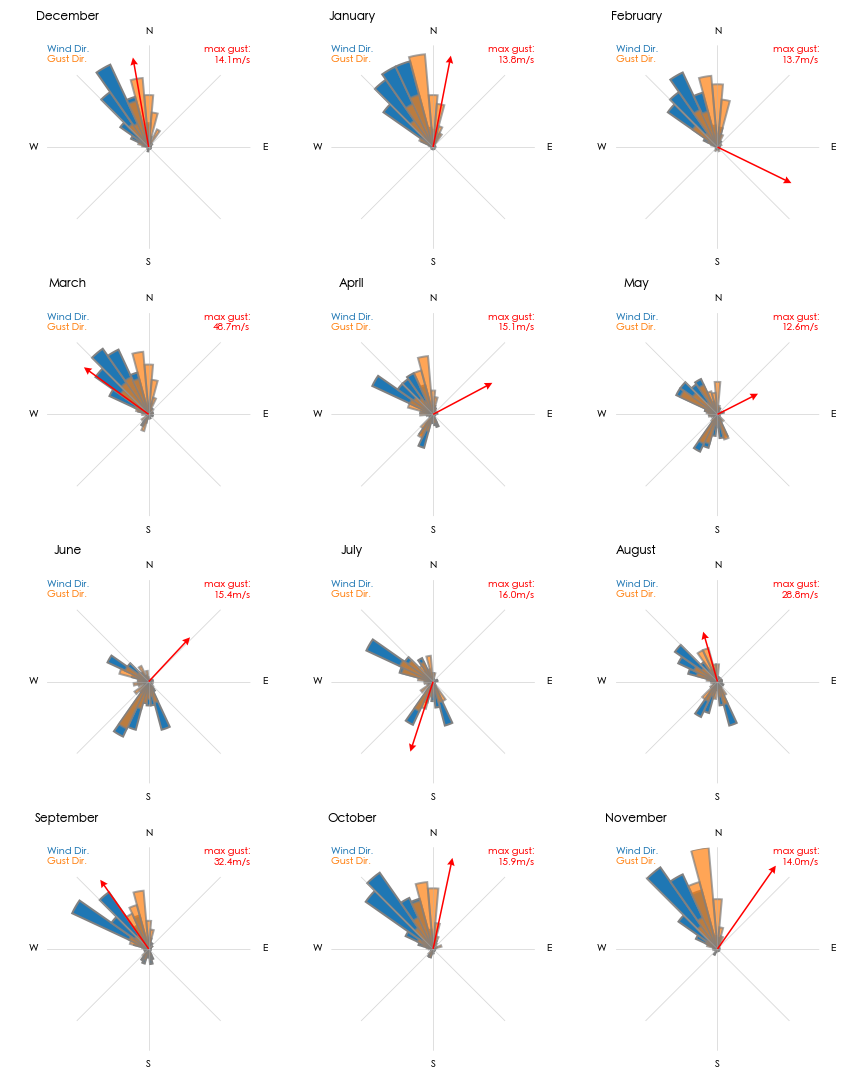 December
January
February
N
N
N
Wind Dir.
max gust:
Wind Dir.
max gust:
Wind Dir.
max gust:
Gust Dir.
14.1m/s
Gust Dir.
13.8m/s
Gust Dir.
13.7m/s
W
E
W
E
W
E
S
S
S
March
April
May
N
N
N
Wind Dir.
max gust:
Wind Dir.
max gust:
Wind Dir.
max gust:
Gust Dir.
48.7m/s
Gust Dir.
15.1m/s
Gust Dir.
12.6m/s
W
E
W
E
W
E
S
S
S
June
July
August
N
N
N
Wind Dir.
max gust:
Wind Dir.
max gust:
Wind Dir.
max gust:
Gust Dir.
15.4m/s
Gust Dir.
16.0m/s
Gust Dir.
28.8m/s
W
E
W
E
W
E
S
S
S
September
October
November
N
N
N
Wind Dir.
max gust:
Wind Dir.
max gust:
Wind Dir.
max gust:
Gust Dir.
32.4m/s
Gust Dir.
15.9m/s
Gust Dir.
14.0m/s
W
E
W
E
W
E
S
S
S